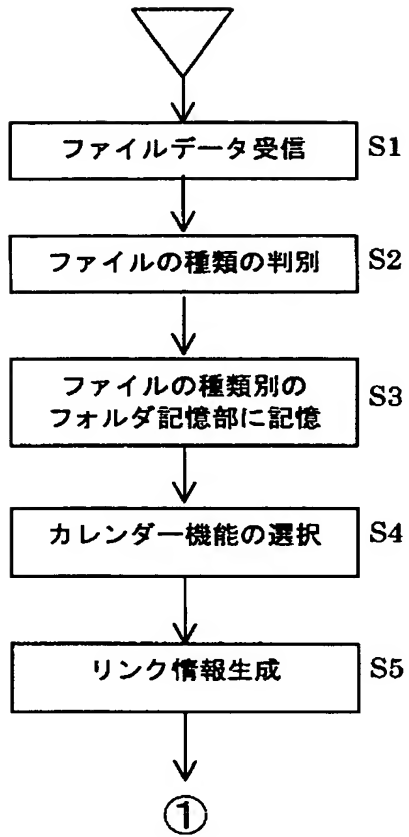 ファイルデータ受信 S1
ファイルの種類の判別 S2
ファイルの種類別の
フォルダ記憶部に記憶 S3
カレンダー機能の選択 S4
リンク情報生成 S5
①